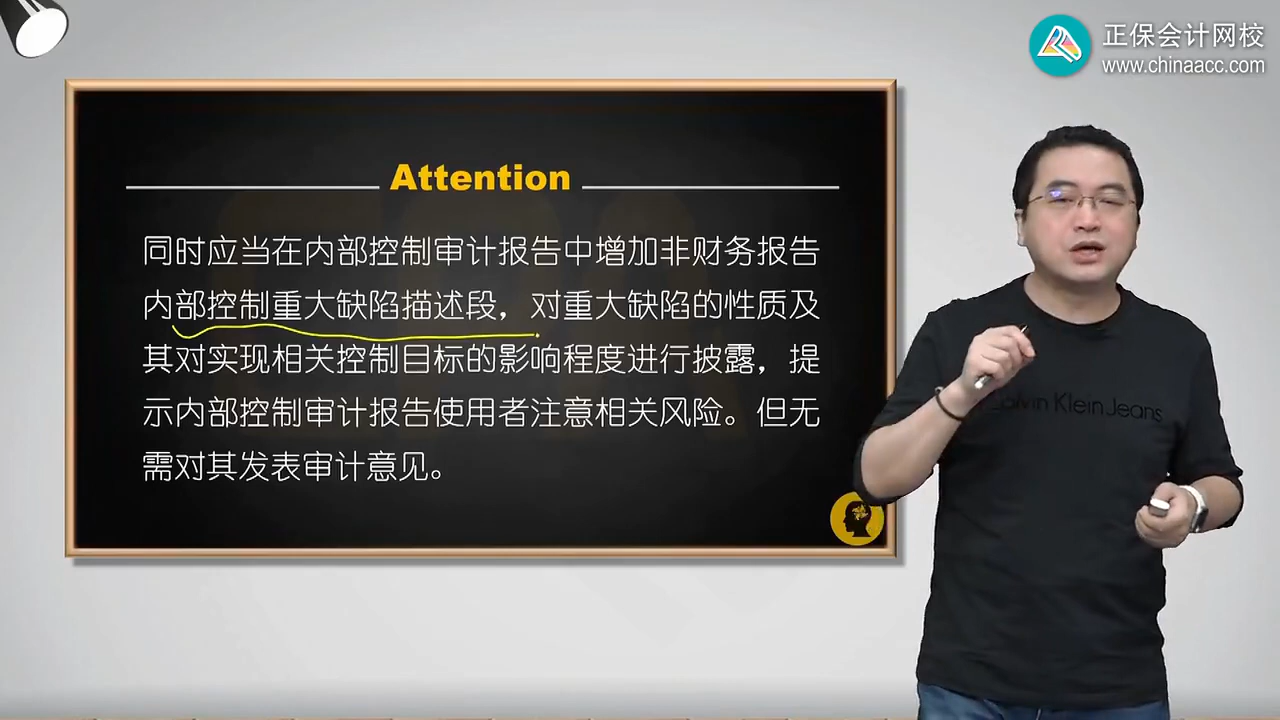 正保会计网校
www.chinaacc.com
Attention
同时应当在内部控制审计报告中增加非财务报告
内部控制重大缺陷描述段，对重大缺陷的性质及
其对实现相关控制目标的影响程度进行披露，提
示内部控制审计报告使用者注意相关风险。但无
需对其发表审计意见。
Calvin Klein Jeans